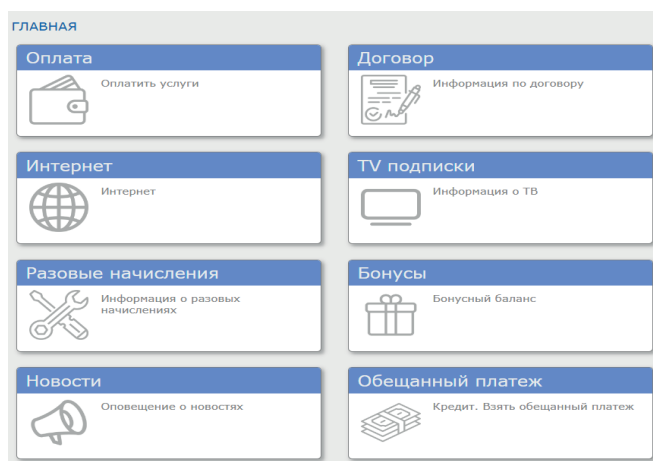 ГЛАВНАЯ
Оплата
Оплатить услуги
Договор
Информация по договору
Интернет
Интернет
TV подписки
Информация о ТВ
Разовые начисления
Информация о разовых
начислениях
Бонусы
Бонусный баланс
Новости
Оповещение о новостях
Обещанный платеж
Кредит. Взять обещанный платеж